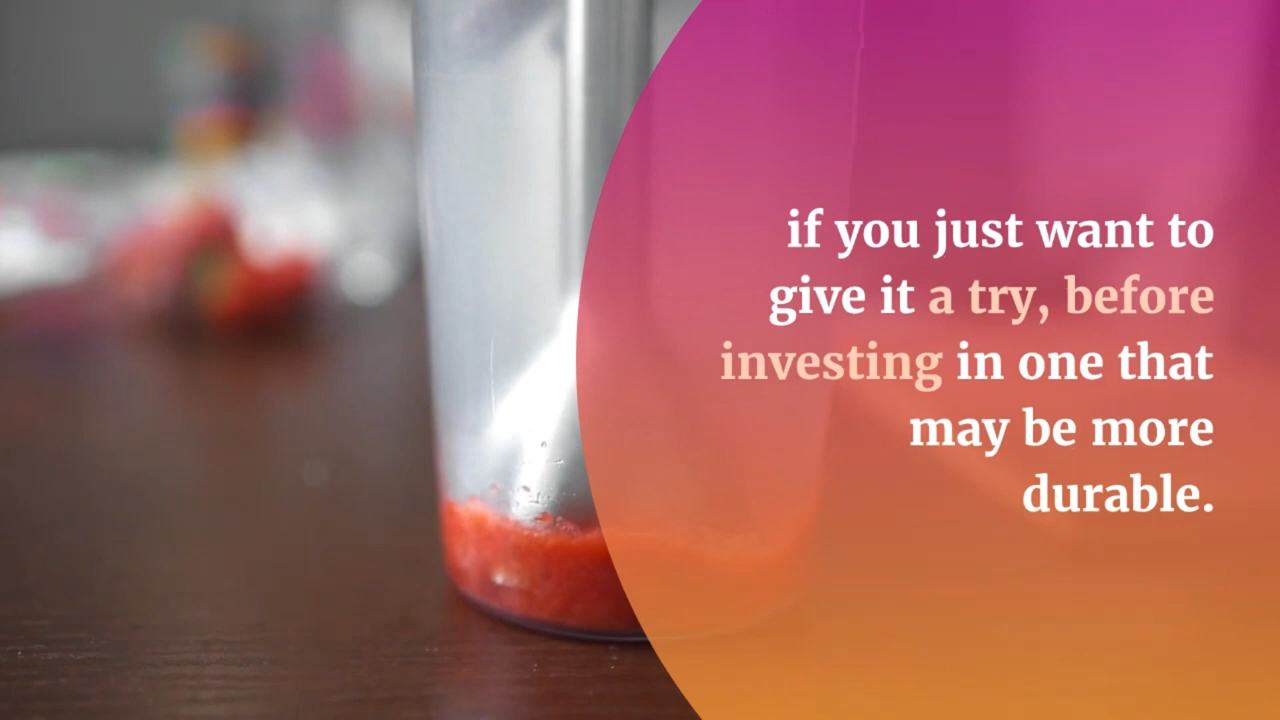 if you just want to
give it a try, before
investing in one that
may be more
durable.